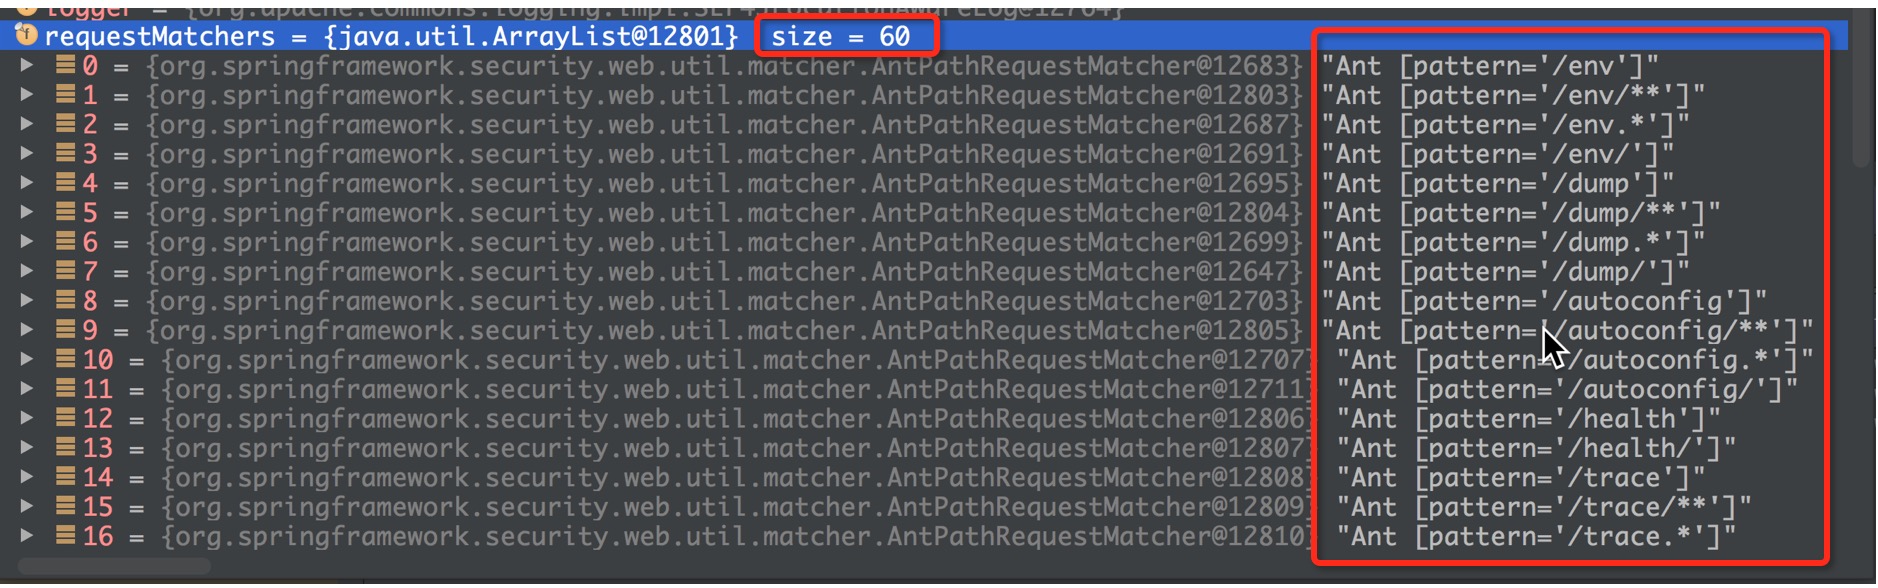 logger = {org.apache.commons.logging.impl.SLF4JLocationAwareLog@12764}
requestMatchers = {java.util.ArrayList@12801} size = 60
0 = {org.springframework.security.web.util.matcher.AntPathRequestMatcher@12683} "Ant [pattern='/env']"
1 = {org.springframework.security.web.util.matcher.AntPathRequestMatcher@12803} "Ant [pattern='/env/**']"
2 = {org.springframework.security.web.util.matcher.AntPathRequestMatcher@12687} "Ant [pattern='/env.*']"
3 = {org.springframework.security.web.util.matcher.AntPathRequestMatcher@12691} "Ant [pattern='/env/']"
4 = {org.springframework.security.web.util.matcher.AntPathRequestMatcher@12695} "Ant [pattern='/dump']"
5 = {org.springframework.security.web.util.matcher.AntPathRequestMatcher@12804} "Ant [pattern='/dump/**']"
6 = {org.springframework.security.web.util.matcher.AntPathRequestMatcher@12699} "Ant [pattern='/dump.*']"
7 = {org.springframework.security.web.util.matcher.AntPathRequestMatcher@12647} "Ant [pattern='/dump/']"
8 = {org.springframework.security.web.util.matcher.AntPathRequestMatcher@12703} "Ant [pattern='/autoconfig']"
9 = {org.springframework.security.web.util.matcher.AntPathRequestMatcher@12805} "Ant [pattern='/autoconfig/**']"
10 = {org.springframework.security.web.util.matcher.AntPathRequestMatcher@12707} "Ant [pattern='/autoconfig.*']"
11 = {org.springframework.security.web.util.matcher.AntPathRequestMatcher@12711} "Ant [pattern='/autoconfig/']"
12 = {org.springframework.security.web.util.matcher.AntPathRequestMatcher@12806} "Ant [pattern='/health']"
13 = {org.springframework.security.web.util.matcher.AntPathRequestMatcher@12807} "Ant [pattern='/health/']"
14 = {org.springframework.security.web.util.matcher.AntPathRequestMatcher@12808} "Ant [pattern='/trace']"
15 = {org.springframework.security.web.util.matcher.AntPathRequestMatcher@12809} "Ant [pattern='/trace/**']"
16 = {org.springframework.security.web.util.matcher.AntPathRequestMatcher@12810} "Ant [pattern='/trace.*']"